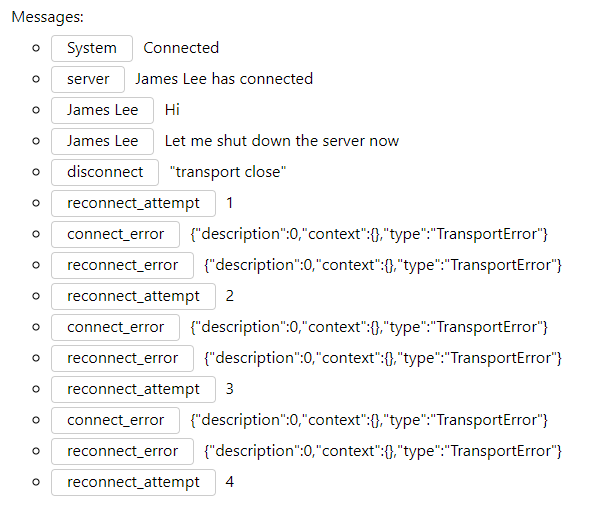 Messages:
System Connected
server James Lee has connected
James Lee Hi
James Lee Let me shut down the server now
disconnect "transport close"
reconnect_attempt 1
connect_error {"description":0,"context":{},"type":"TransportError"}
reconnect_error {"description":0,"context":{},"type":"TransportError"}
reconnect_attempt 2
connect_error {"description":0,"context":{},"type":"TransportError"}
reconnect_error {"description":0,"context":{},"type":"TransportError"}
reconnect_attempt 3
connect_error {"description":0,"context":{},"type":"TransportError"}
reconnect_error {"description":0,"context":{},"type":"TransportError"}
reconnect_attempt 4